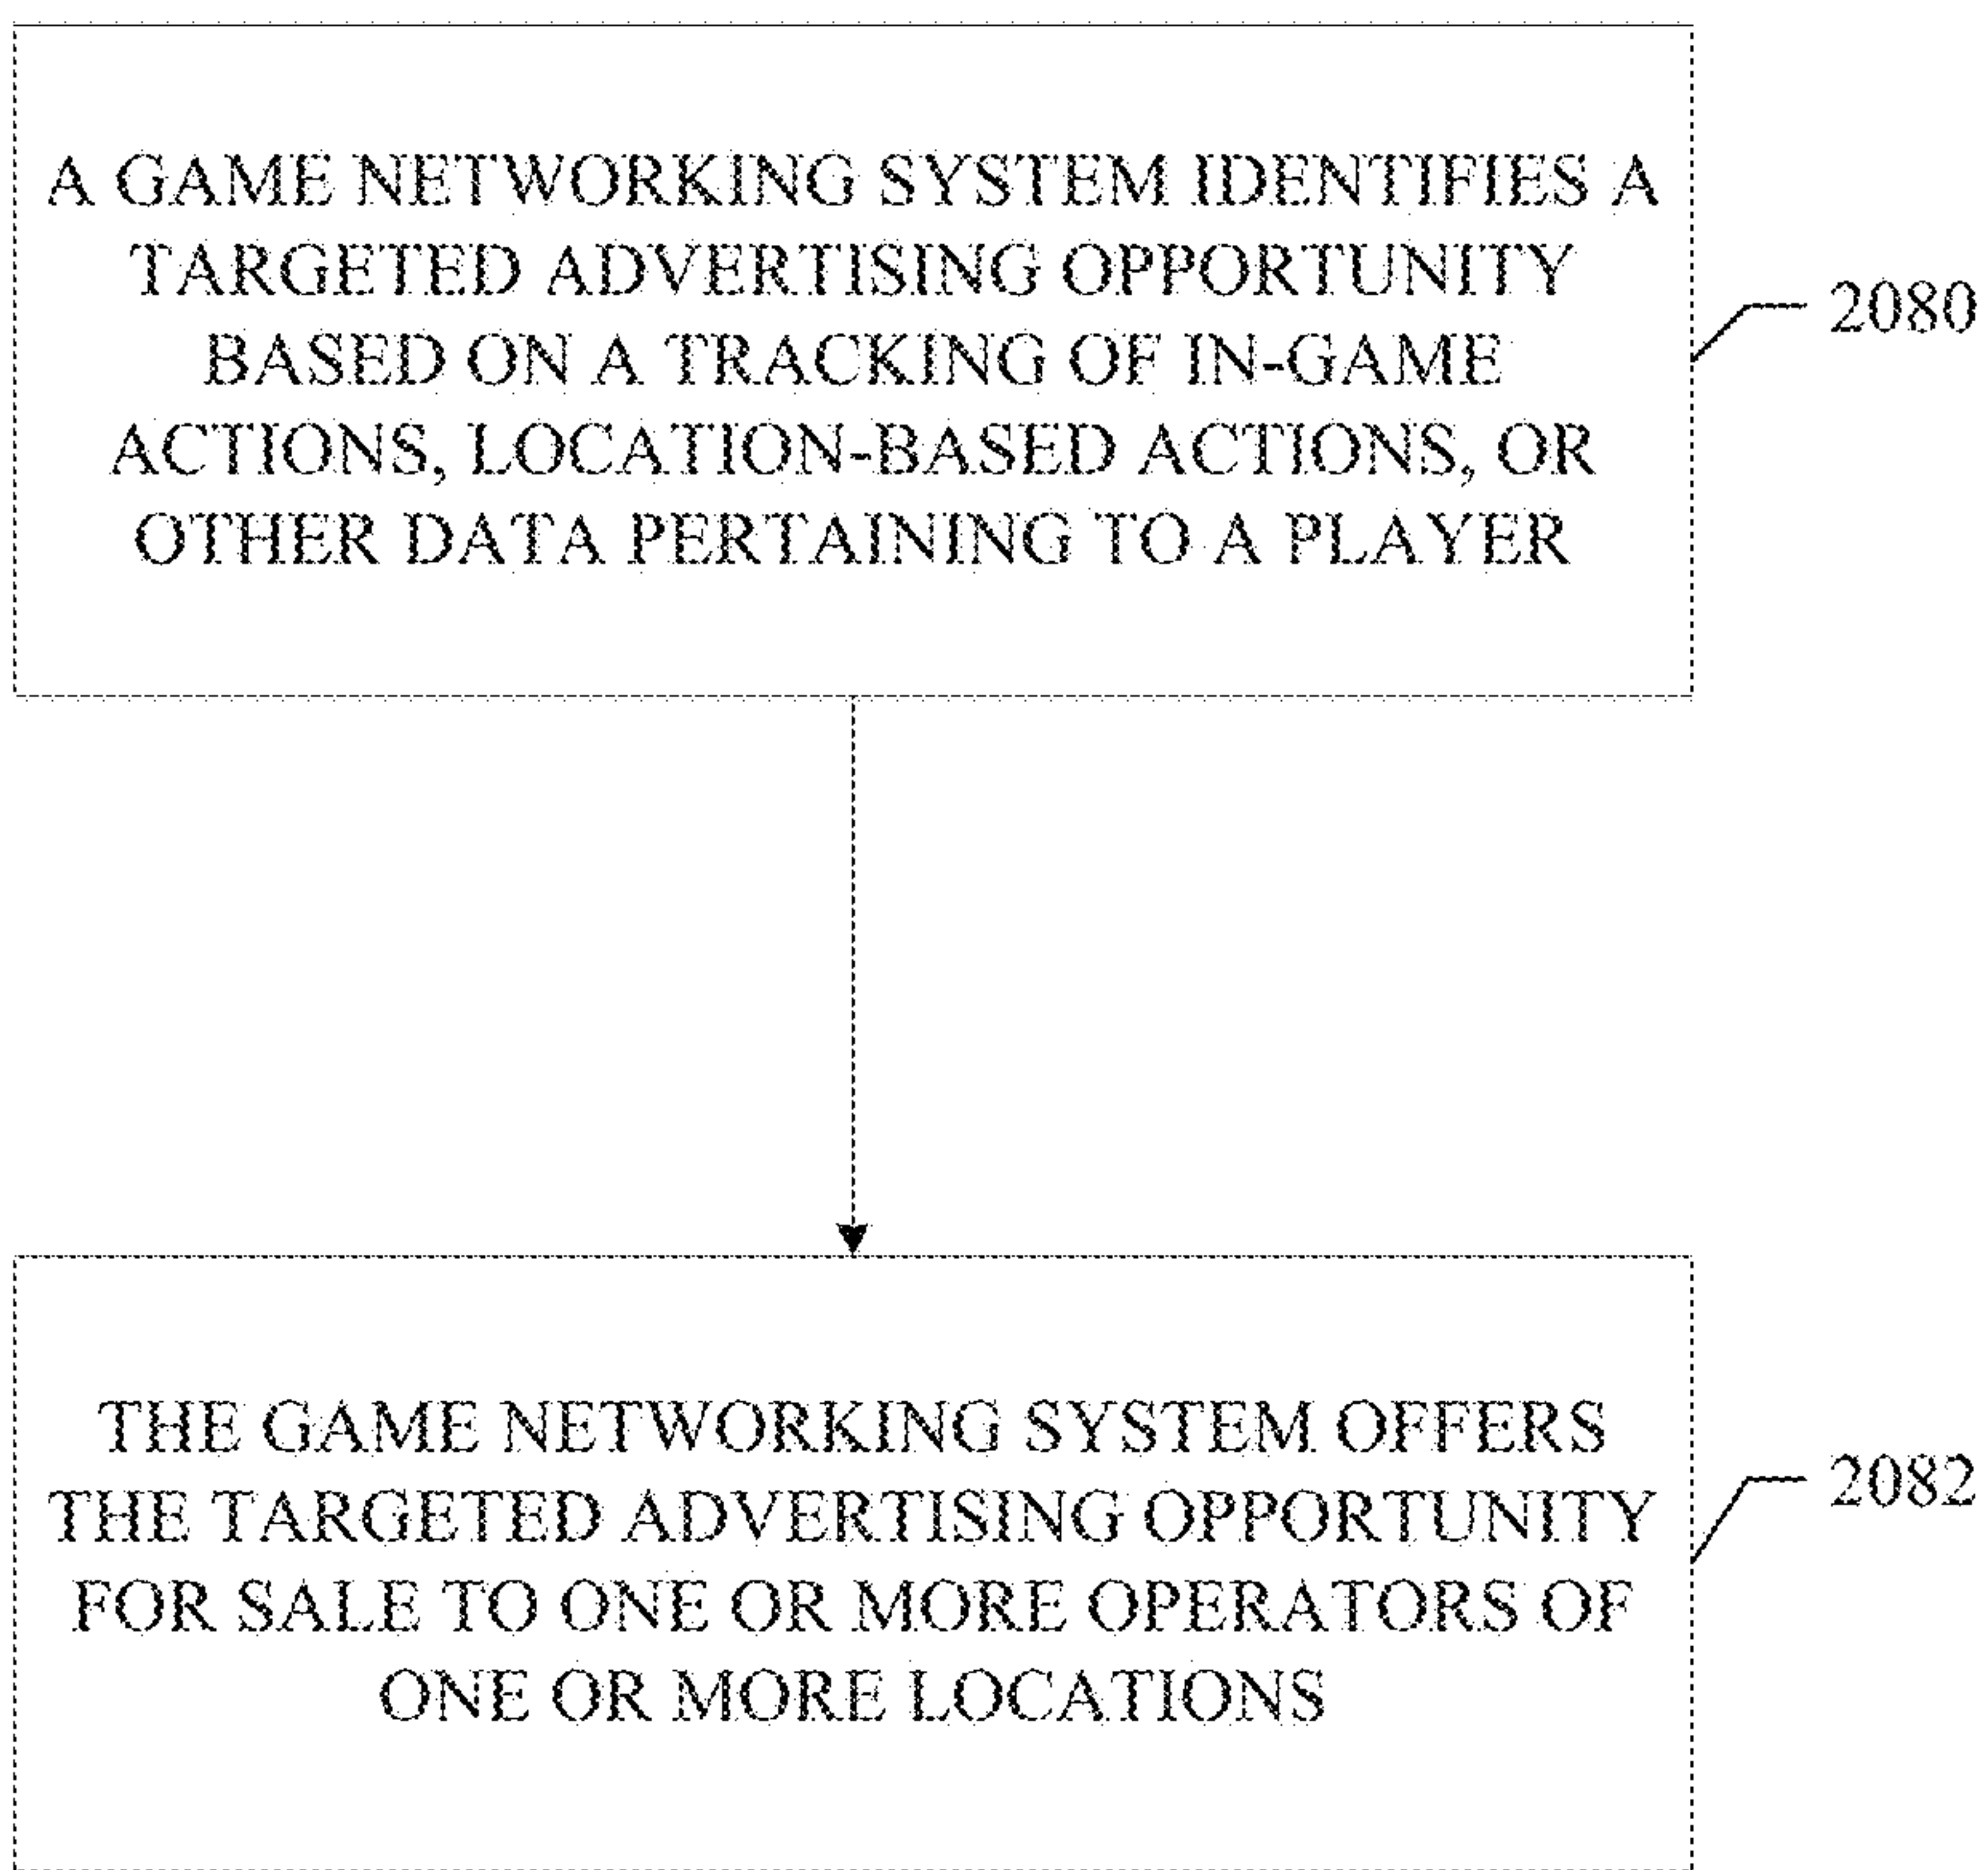 A GAME NETWORKING SYSTEM IDENTIFIES A
TARGETED ADVERTISING OPPORTUNITY
BASED ON A TRACKING OF IN-GAME
ACTIONS, LOCATION-BASED ACTIONS, OR
OTHER DATA PERTAINING TO A PLAYER
2080
THE GAME NETWORKING SYSTEM OFFERS
THE TARGETED ADVERTISING OPPORTUNITY
FOR SALE TO ONE OR MORE OPERATORS OF
ONE OR MORE LOCATIONS
2082